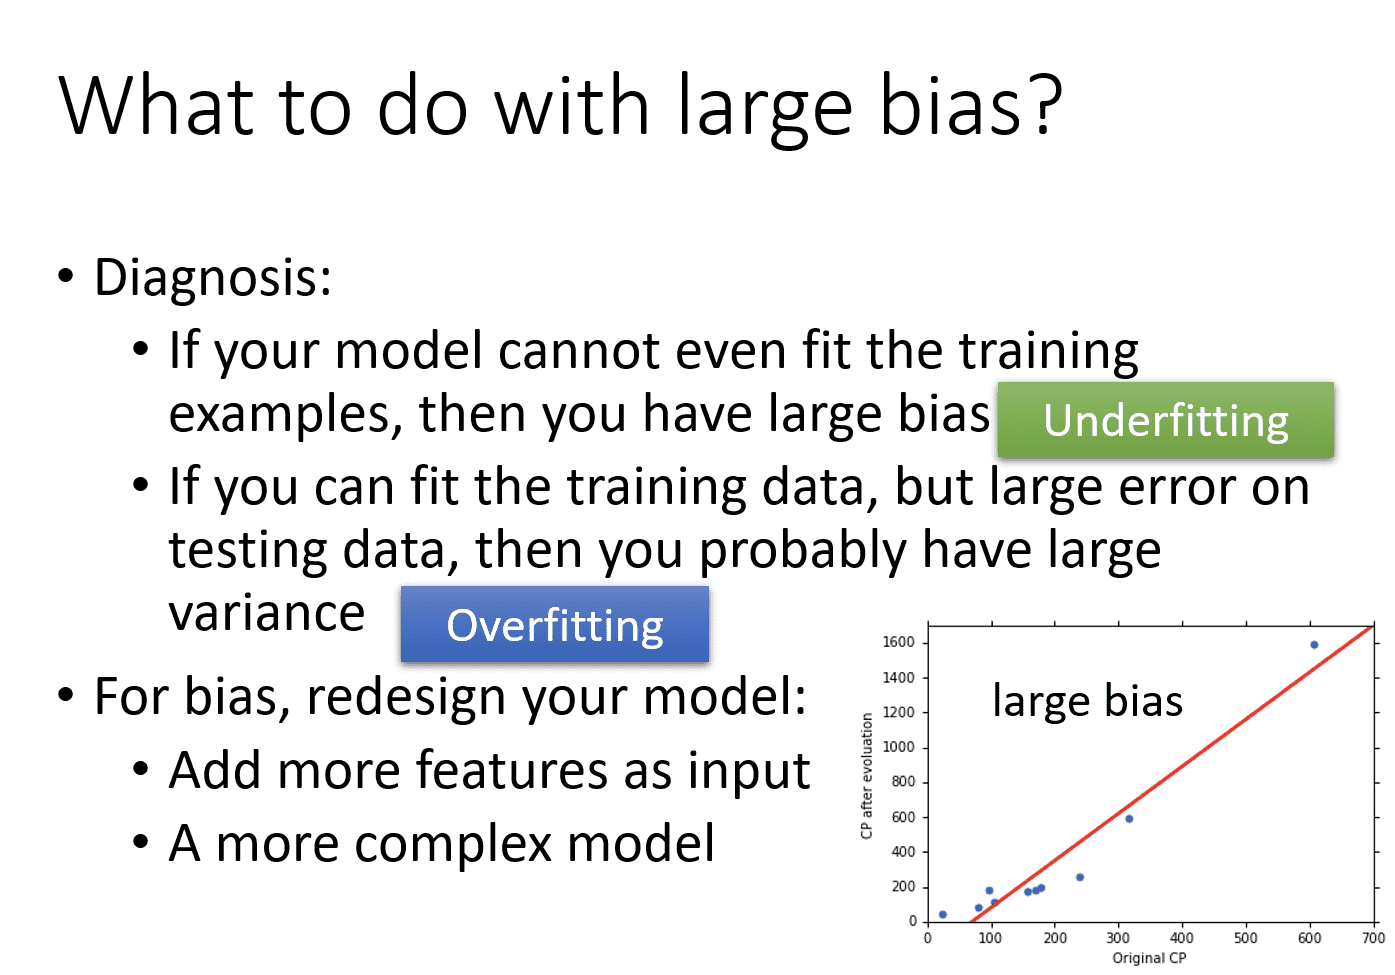 What to do with large bias?
• Diagnosis:
• If your model cannot even fit the training
examples, then you have large bias Underfitting
• If you can fit the training data, but large error on
testing data, then you probably have large
variance Overfitting
• For bias, redesign your model:
• Add more features as input
• A more complex model
large bias
CP after evoluation
1600
1400
1200
1000
800
600
400
200
0
0 100 200 300 400 500 600 700
Original CP